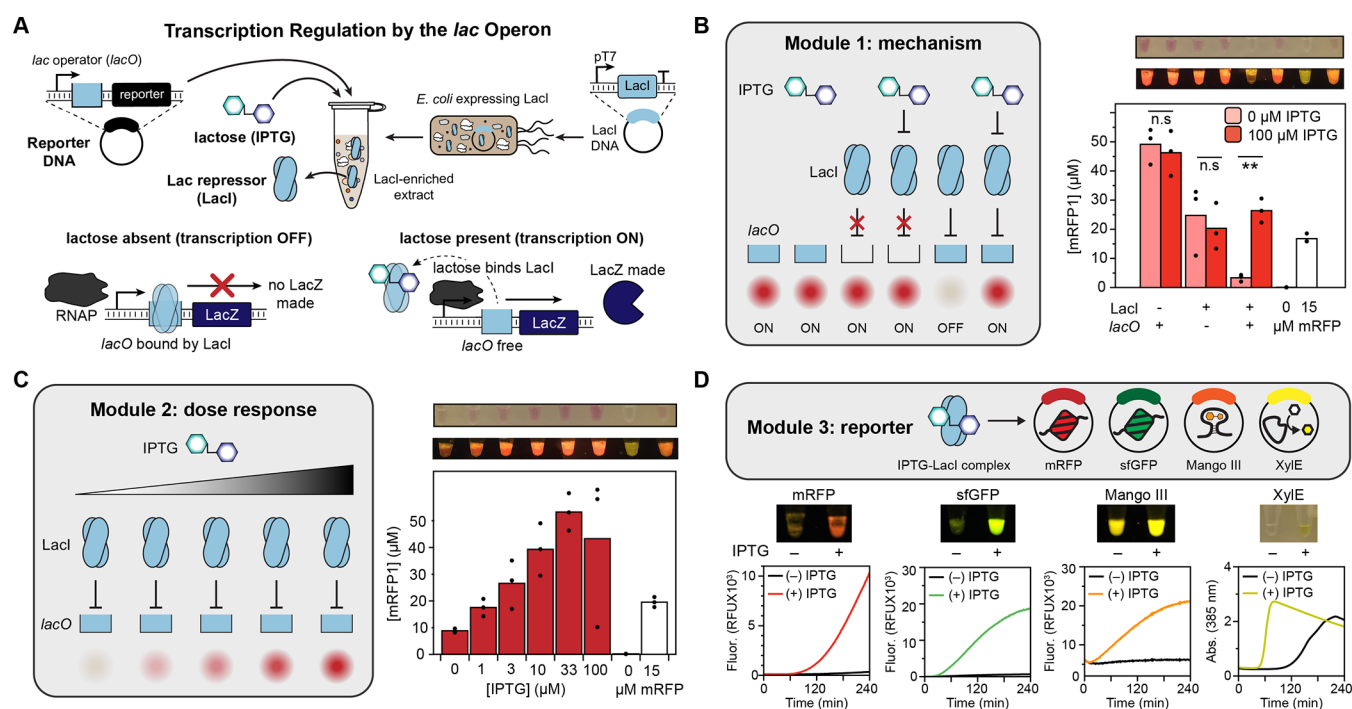 A
Transcription Regulation by the lac Operon
lac operator (lacO)
reporter
Reporter
DNA
lactose (IPTG)
Lac repressor
(LacI)
E. coli expressing LacI
LacI-enriched
extract
pT7
LacI
LacI
DNA
lactose absent (transcription OFF)
RNAP
LacZ
no LacZ
made
lacO bound by LacI
lactose present (transcription ON)
lactose binds LacI
LacZ made
LacZ
lacO free
B
Module 1: mechanism
IPTG
LacI
lacO
ON ON ON ON OFF ON
0 µM IPTG
100 µM IPTG
n.s
n.s
**
[mRFP1] (µM)
50
40
30
20
10
0
LacI - + + 0 15
lacO + - + µM mRFP
C
Module 2: dose response
IPTG
LacI
lacO
[mRFP1] (µM)
50
40
30
20
10
0
0 1 3 10 33 100 0 15
[IPTG] (µM) µM mRFP
D
Module 3: reporter
IPTG-LacI complex
mRFP sfGFP Mango III XylE
mRFP sfGFP Mango III XylE
IPTG – + – + – + – +
Fluor. (RFUX10³)
10
5
0
(–) IPTG
(+) IPTG
0 120 240
Time (min)
Fluor. (RFUX10³)
30
20
10
0
(–) IPTG
(+) IPTG
0 120 240
Time (min)
Fluor. (RFUX10³)
30
20
10
0
(–) IPTG
(+) IPTG
0 120 240
Time (min)
Abs. (385 nm)
4
2
0
(–) IPTG
(+) IPTG
0 120 240
Time (min)